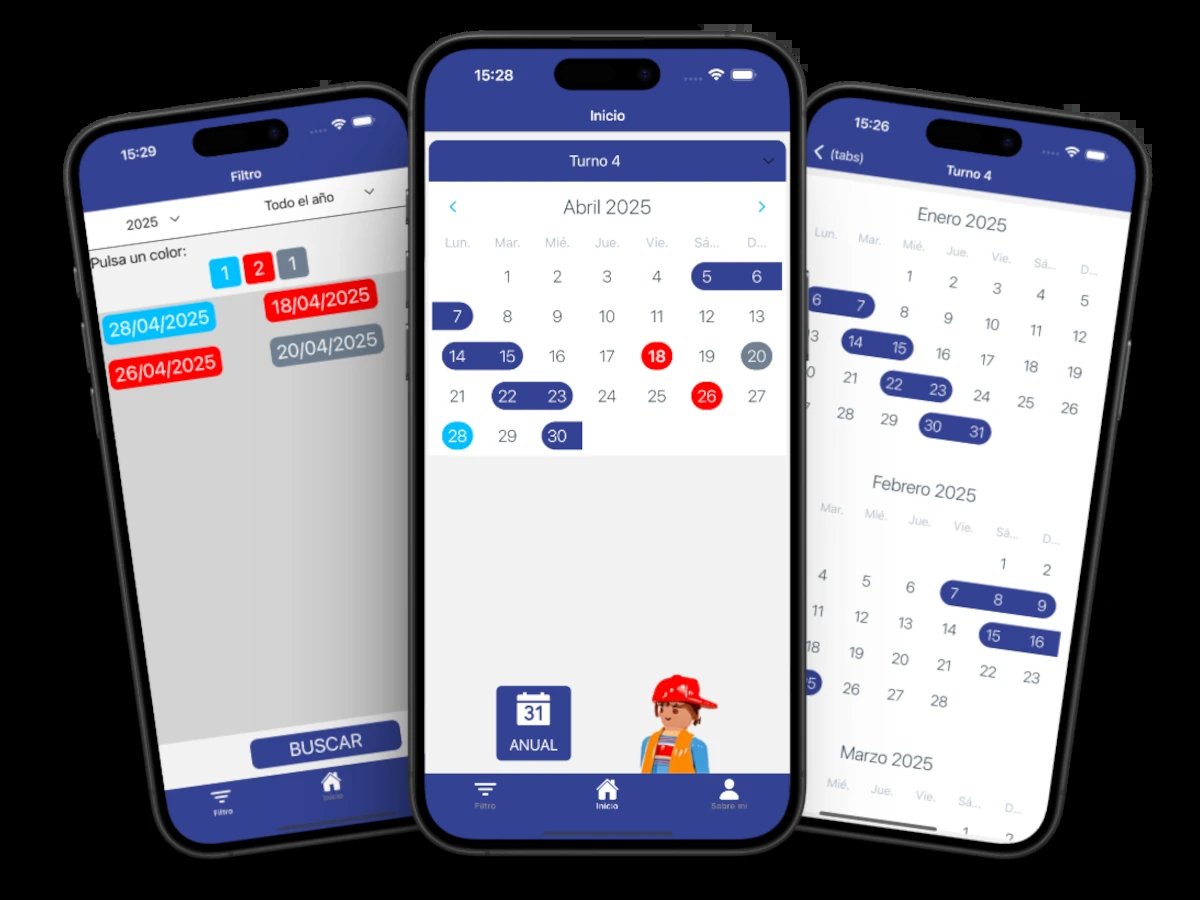 15:29
Filtro
2025 Todo el año
Pulsa un color:
1 2 1
28/04/2025 18/04/2025
26/04/2025 20/04/2025
BUSCAR
Filtro Inicio
15:28
Inicio
Turno 4
Abril 2025
Lun. Mar. Mié. Jue. Vie. Sá... D...
1 2 3 4 5 6
7 8 9 10 11 12 13
14 15 16 17 18 19 20
21 22 23 24 25 26 27
28 29 30
31
ANUAL
Filtro Inicio Sobre mi
15:26
(tabs) Turno 4
Enero 2025
Lun. Mar. Mié. Jue. Vie. Sá... D...
1 2 3 4 5
6 7 8 9 10 11 12
14 15 16 17 18 19
21 22 23 24 25 26
28 29 30 31
Febrero 2025
Mar. Mié. Jue. Vie. Sá... D...
1 2
4 5 6 7 8 9
11 12 13 14 15 16
18 19 20 21 22 23
26 27 28
Marzo 2025
Mié. Jue. Vie. Sá... D...
1 2